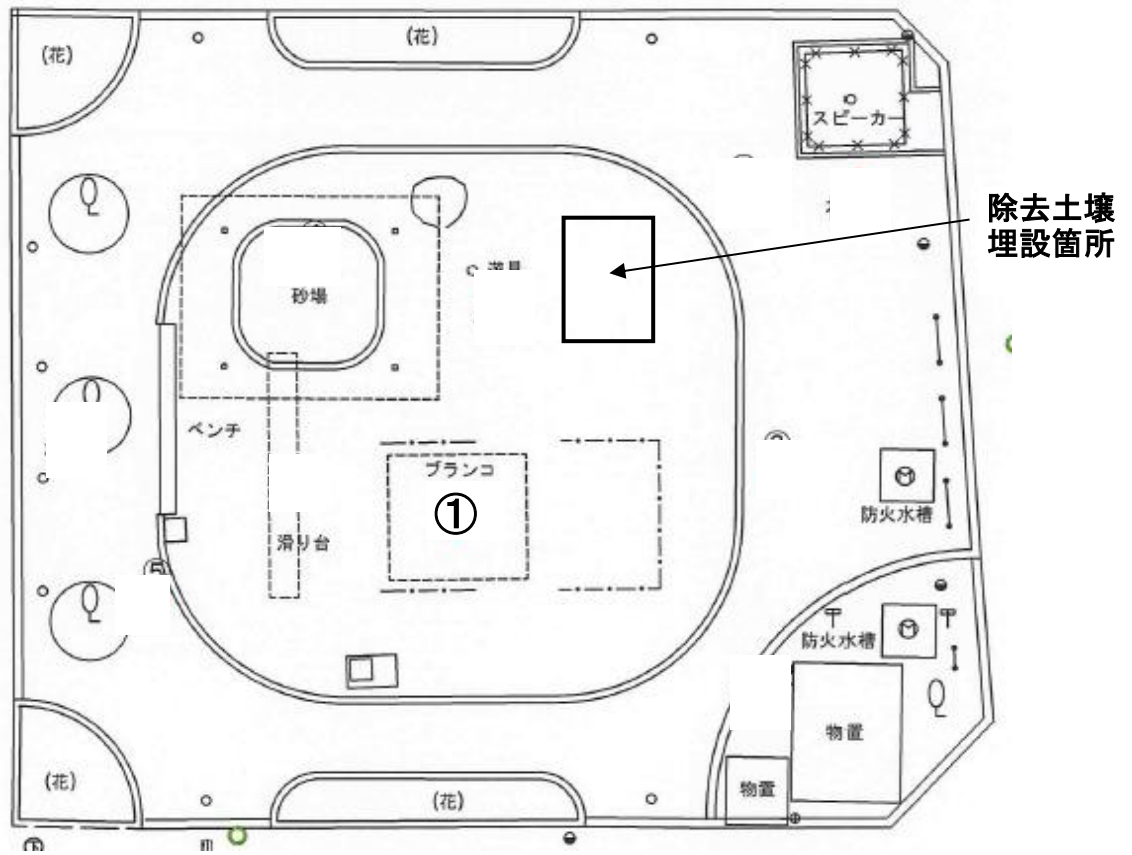 (花)
(花)
スピーカー
除去土壌
埋設箇所
砂場
ベンチ
ブランコ
①
滑り台
防火水槽
防火水槽
物置
物置
(花)
(花)